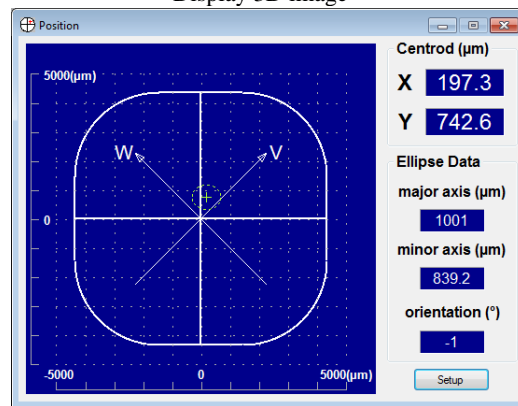 Display 3D image
Position
5000(µm)
W
V
0
-5000
0
5000(µm)
Centrod (µm)
X 197.3
Y 742.6
Ellipse Data
major axis (µm)
1001
minor axis (µm)
839.2
orientation (°)
-1
Setup